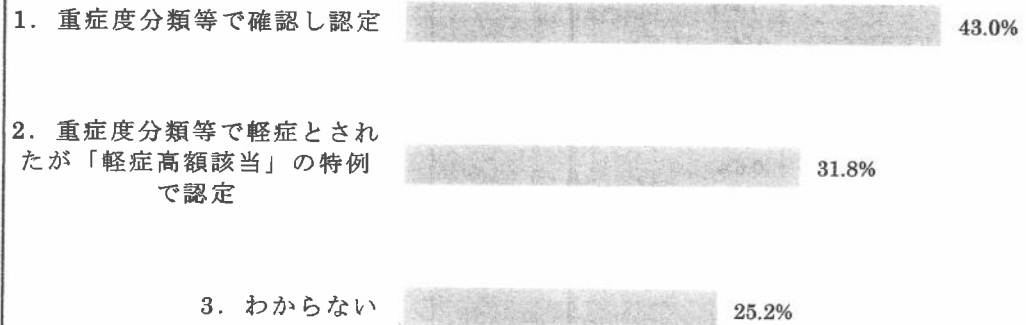 1. 重症度分類等で確認し認定
43.0%
2. 重症度分類等で軽症とされ
たが「軽症高額該当」の特例
で認定
31.8%
3. わからない
25.2%